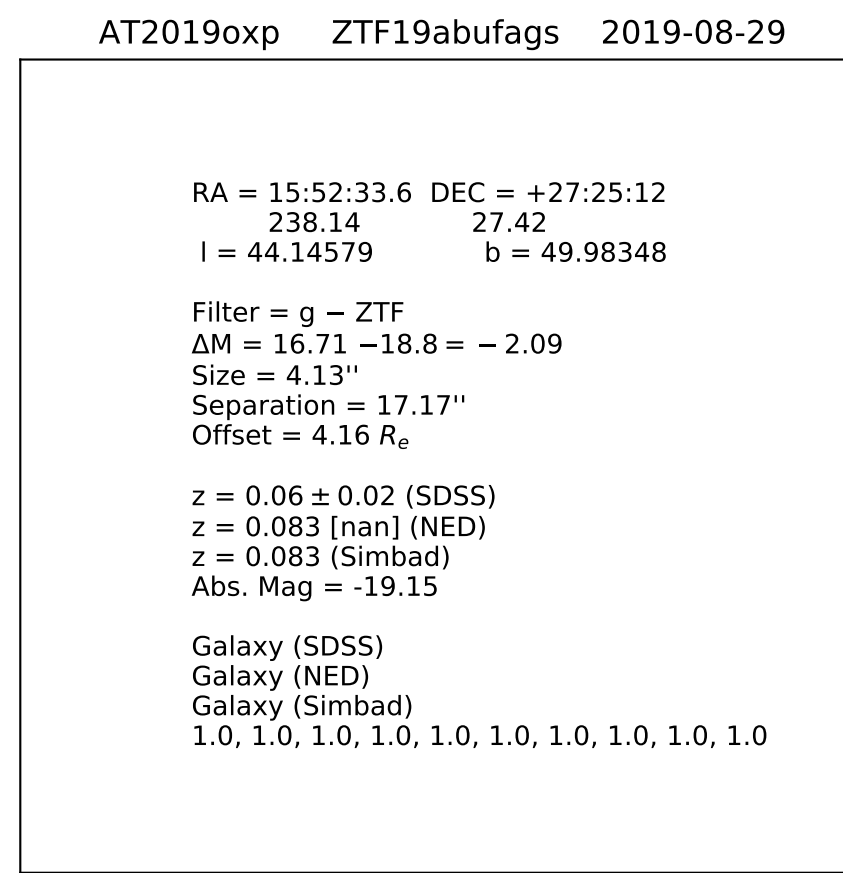 AT2019oxp ZTF19abufags 2019-08-29
RA = 15:52:33.6 DEC = +27:25:12
238.14 27.42
l = 44.14579 b = 49.98348
Filter = g − ZTF
ΔM = 16.71 −18.8 = − 2.09
Size = 4.13''
Separation = 17.17''
Offset = 4.16 Rₑ
z = 0.06 ± 0.02 (SDSS)
z = 0.083 [nan] (NED)
z = 0.083 (Simbad)
Abs. Mag = -19.15
Galaxy (SDSS)
Galaxy (NED)
Galaxy (Simbad)
1.0, 1.0, 1.0, 1.0, 1.0, 1.0, 1.0, 1.0, 1.0, 1.0